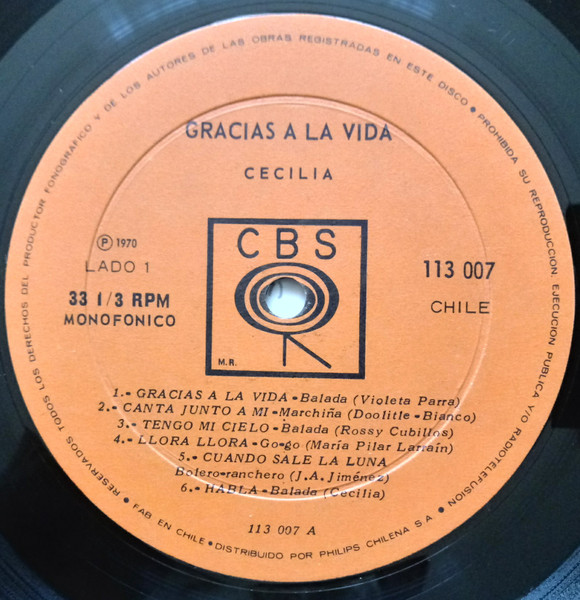 RESERVADOS TODOS LOS DERECHOS DEL PRODUCTOR FONOGRAFICO Y DE LOS AUTORES DE LAS OBRAS REGISTRADAS EN ESTE DISCO • PROHIBIDA SU REPRODUCCION, EJECUCION PUBLICA Y/O RADIOTELEFUSION
GRACIAS A LA VIDA
CECILIA
CBS
M.R.
Ⓟ 1970
LADO 1
33 1/3 RPM
MONOFONICO
113 007
CHILE
1.- GRACIAS A LA VIDA - Balada (Violeta Parra)
2.- CANTA JUNTO A MI - Marchiña (Doolitle - Bianco)
3.- TENGO MI CIELO - Balada (Rossy Cubillos)
4.- LLORA LLORA - Go-go (María Pilar Larraín)
5.- CUANDO SALE LA LUNA
Bolero-ranchero (J.A. Jiménez)
6.- HABLA - Balada (Cecilia)
113 007 A
• FAB. EN CHILE • DISTRIBUIDO POR PHILIPS CHILENA S.A. •